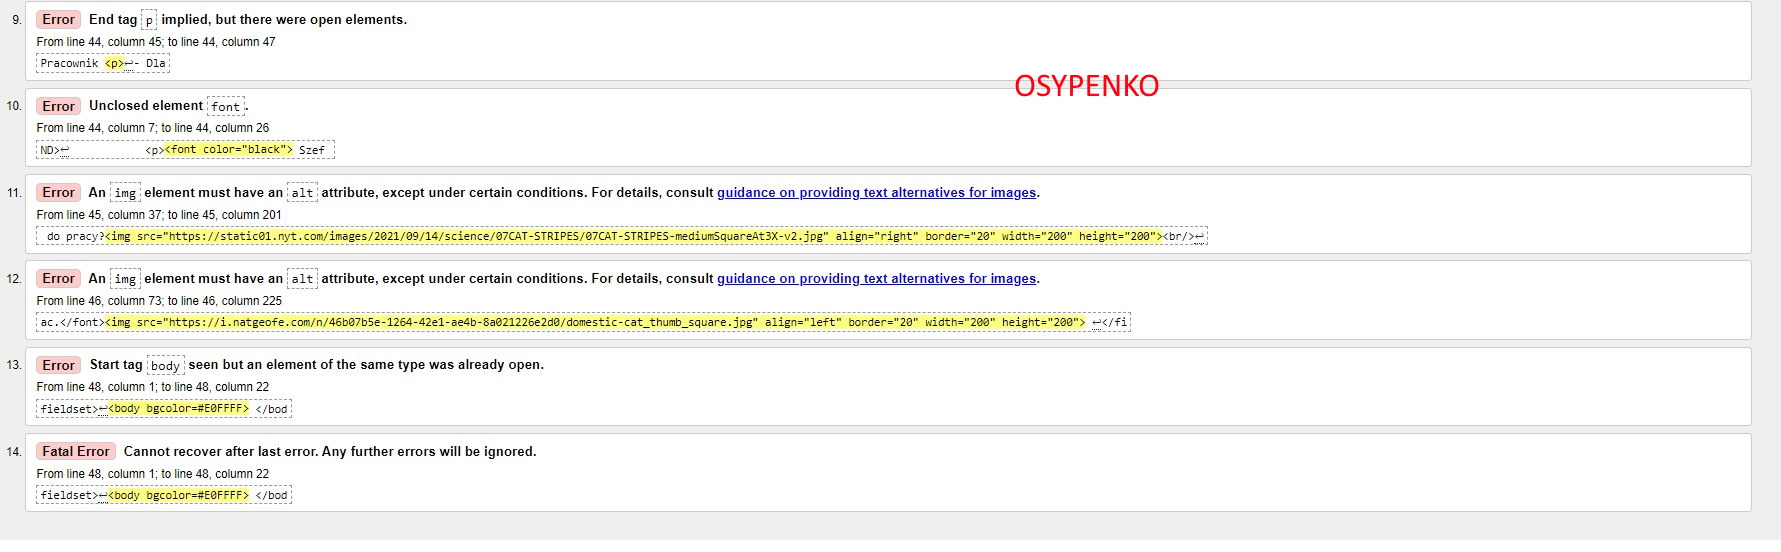 9. Error End tag p implied, but there were open elements.
From line 44, column 45; to line 44, column 47
Pracownik <p>↩- Dla
OSYPENKO
10. Error Unclosed element font.
From line 44, column 7; to line 44, column 26
ND>↩ <p><font color="black"> Szef
11. Error An img element must have an alt attribute, except under certain conditions. For details, consult guidance on providing text alternatives for images.
From line 45, column 37; to line 45, column 201
do pracy?<img src="https://static01.nyt.com/images/2021/09/14/science/07CAT-STRIPES/07CAT-STRIPES-mediumSquareAt3X-v2.jpg" align="right" border="20" width="200" height="200"><br/>↩
12. Error An img element must have an alt attribute, except under certain conditions. For details, consult guidance on providing text alternatives for images.
From line 46, column 73; to line 46, column 225
ac.</font><img src="https://i.natgeofe.com/n/46b07b5e-1264-42e1-ae4b-8a021226e2d0/domestic-cat_thumb_square.jpg" align="left" border="20" width="200" height="200"> ↩</fi
13. Error Start tag body seen but an element of the same type was already open.
From line 48, column 1; to line 48, column 22
fieldset>↩<body bgcolor=#E0FFFF> </bod
14. Fatal Error Cannot recover after last error. Any further errors will be ignored.
From line 48, column 1; to line 48, column 22
fieldset>↩<body bgcolor=#E0FFFF> </bod